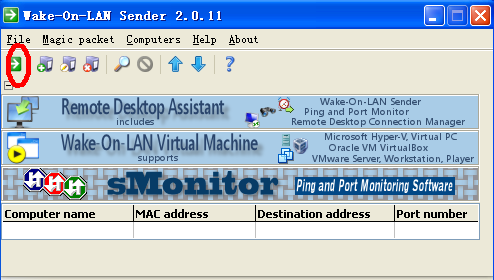 Wake-On-LAN Sender 2.0.11
File Magic packet Computers Help About
Remote Desktop Assistant
includes
Wake-On-LAN Sender
Ping and Port Monitor
Remote Desktop Connection Manager
Wake-On-LAN Virtual Machine
supports
Microsoft Hyper-V, Virtual PC
Oracle VM VirtualBox
VMware Server, Workstation, Player
sMonitor
Ping and Port Monitoring Software
Computer name MAC address Destination address Port number